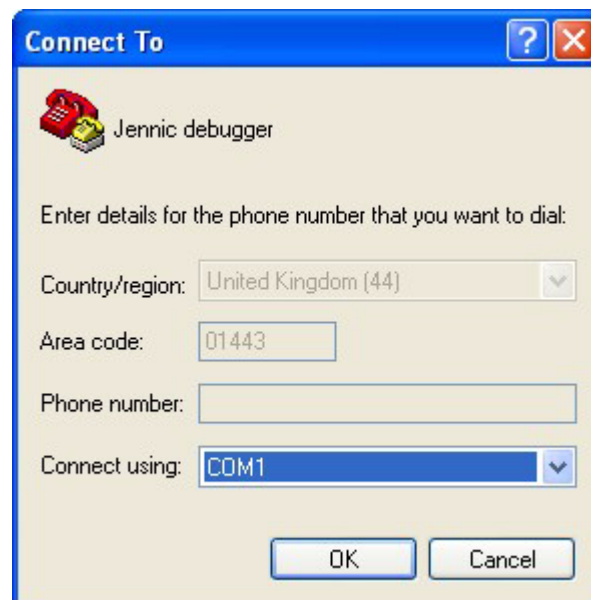 Connect To
?
Jennic debugger
Enter details for the phone number that you want to dial:
Country/region: United Kingdom (44)
Area code: 01443
Phone number:
Connect using: COM1
OK Cancel